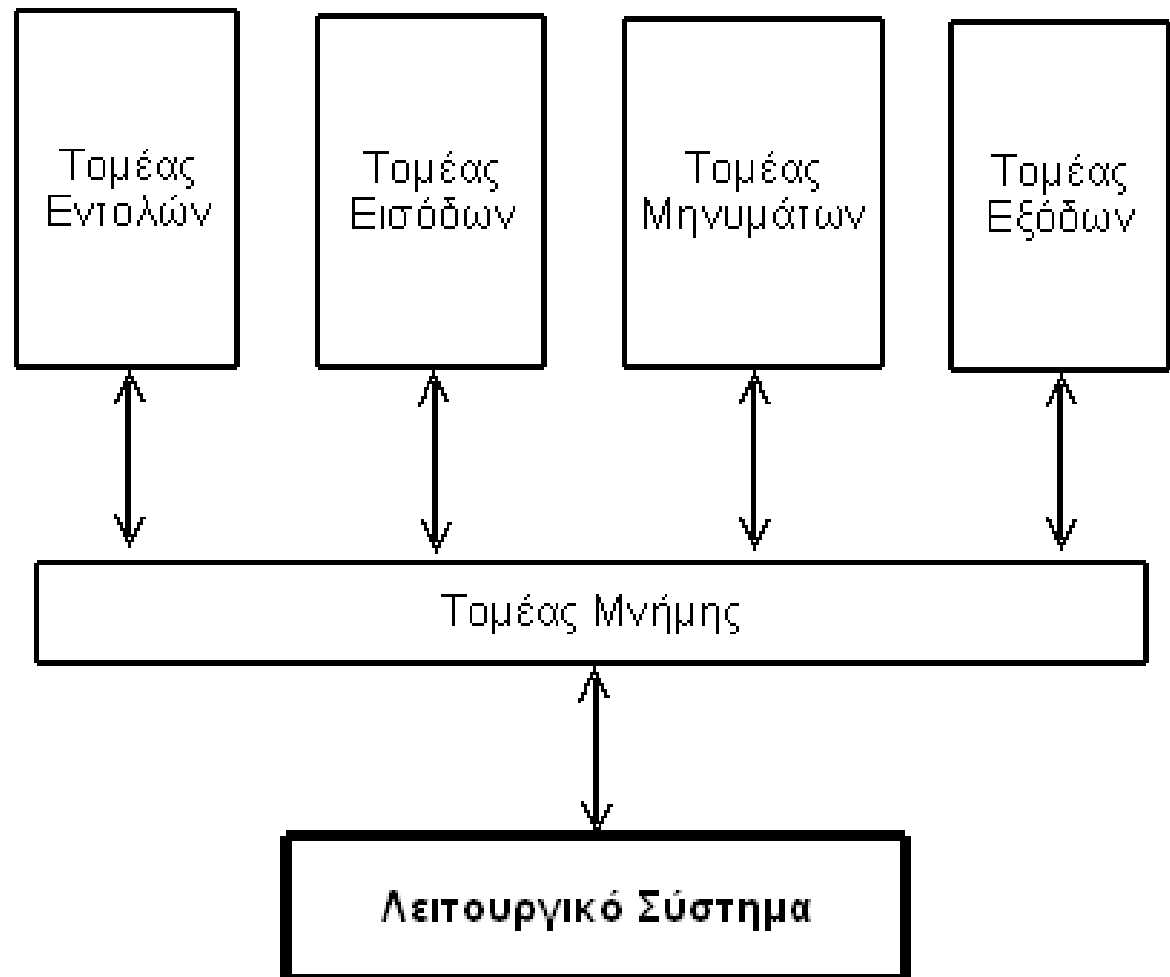 Τομέας
Εντολών
Τομέας
Εισόδων
Τομέας
Μηνυμάτων
Τομέας
Εξόδων
Τομέας Μνήμης
Λειτουργικό Σύστημα